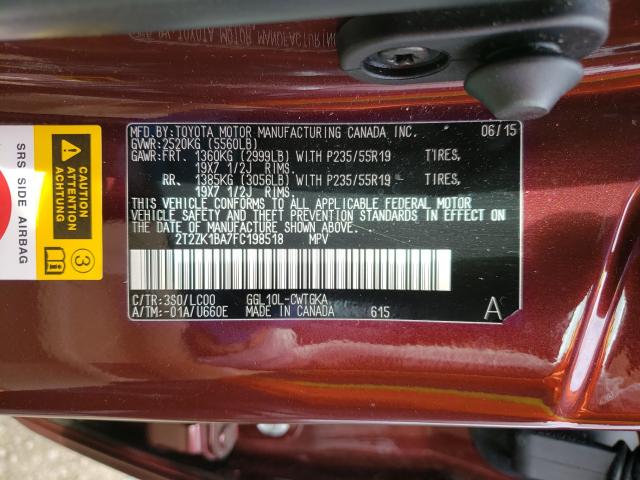 MFD.BY:TOYOTA MOTOR MANUFACTURING CANADA INC. 06/15
GVWR:2520KG (5560LB)
GAWR:FRT. 1360KG (2999LB) WITH P235/55R19 TIRES,
19X7 1/2J RIMS.
RR. 1385KG (3056LB) WITH P235/55R19 TIRES,
19X7 1/2J RIMS.
THIS VEHICLE CONFORMS TO ALL APPLICABLE FEDERAL MOTOR
VEHICLE SAFETY AND THEFT PREVENTION STANDARDS IN EFFECT ON
THE DATE OF MANUFACTURE SHOWN ABOVE.
2T2ZK1BA7FC198518 MPV
C/TR:3S0/LC00 GGL10L-CWTGKA
A/TM:-01A/U660E MADE IN CANADA 615 A
SRS SIDE AIRBAG
ATTENTION
CAUTION
ACHTUNG
3